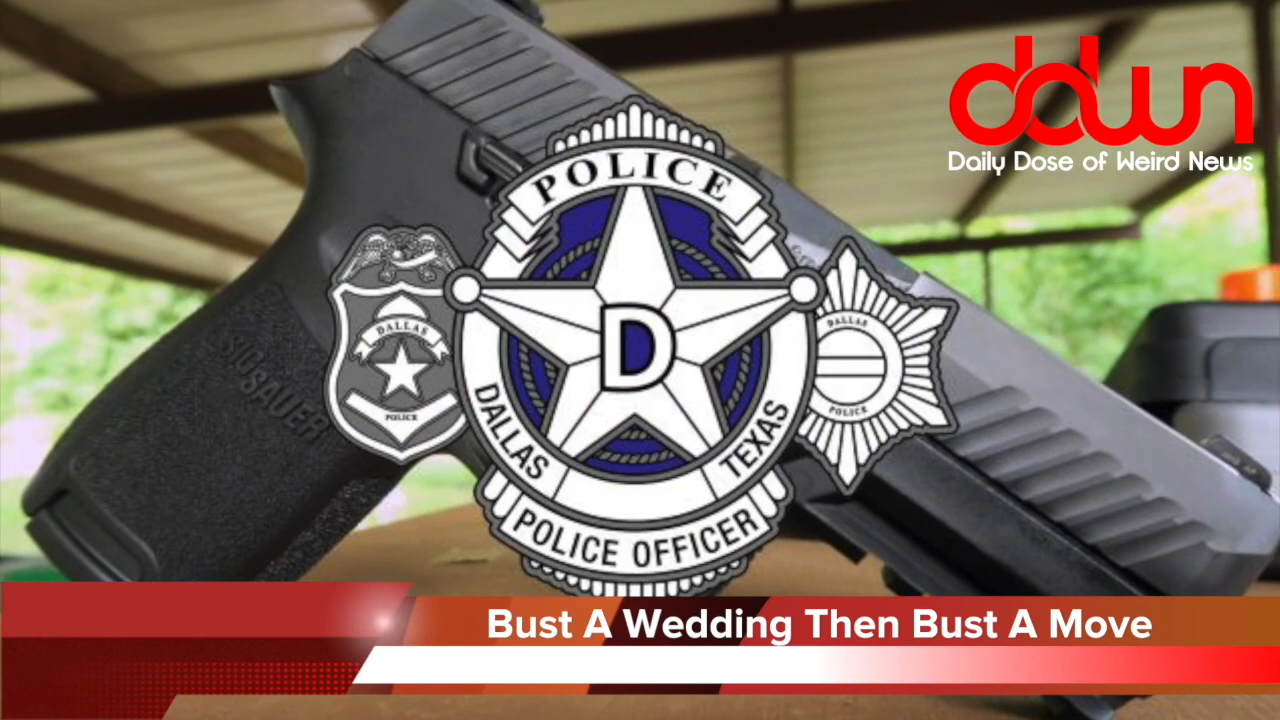 ddwn
Daily Dose of Weird News
POLICE
D
DALLAS
TEXAS
POLICE OFFICER
DALLAS
POLICE
DALLAS
POLICE
SIG SAUER
Bust A Wedding Then Bust A Move